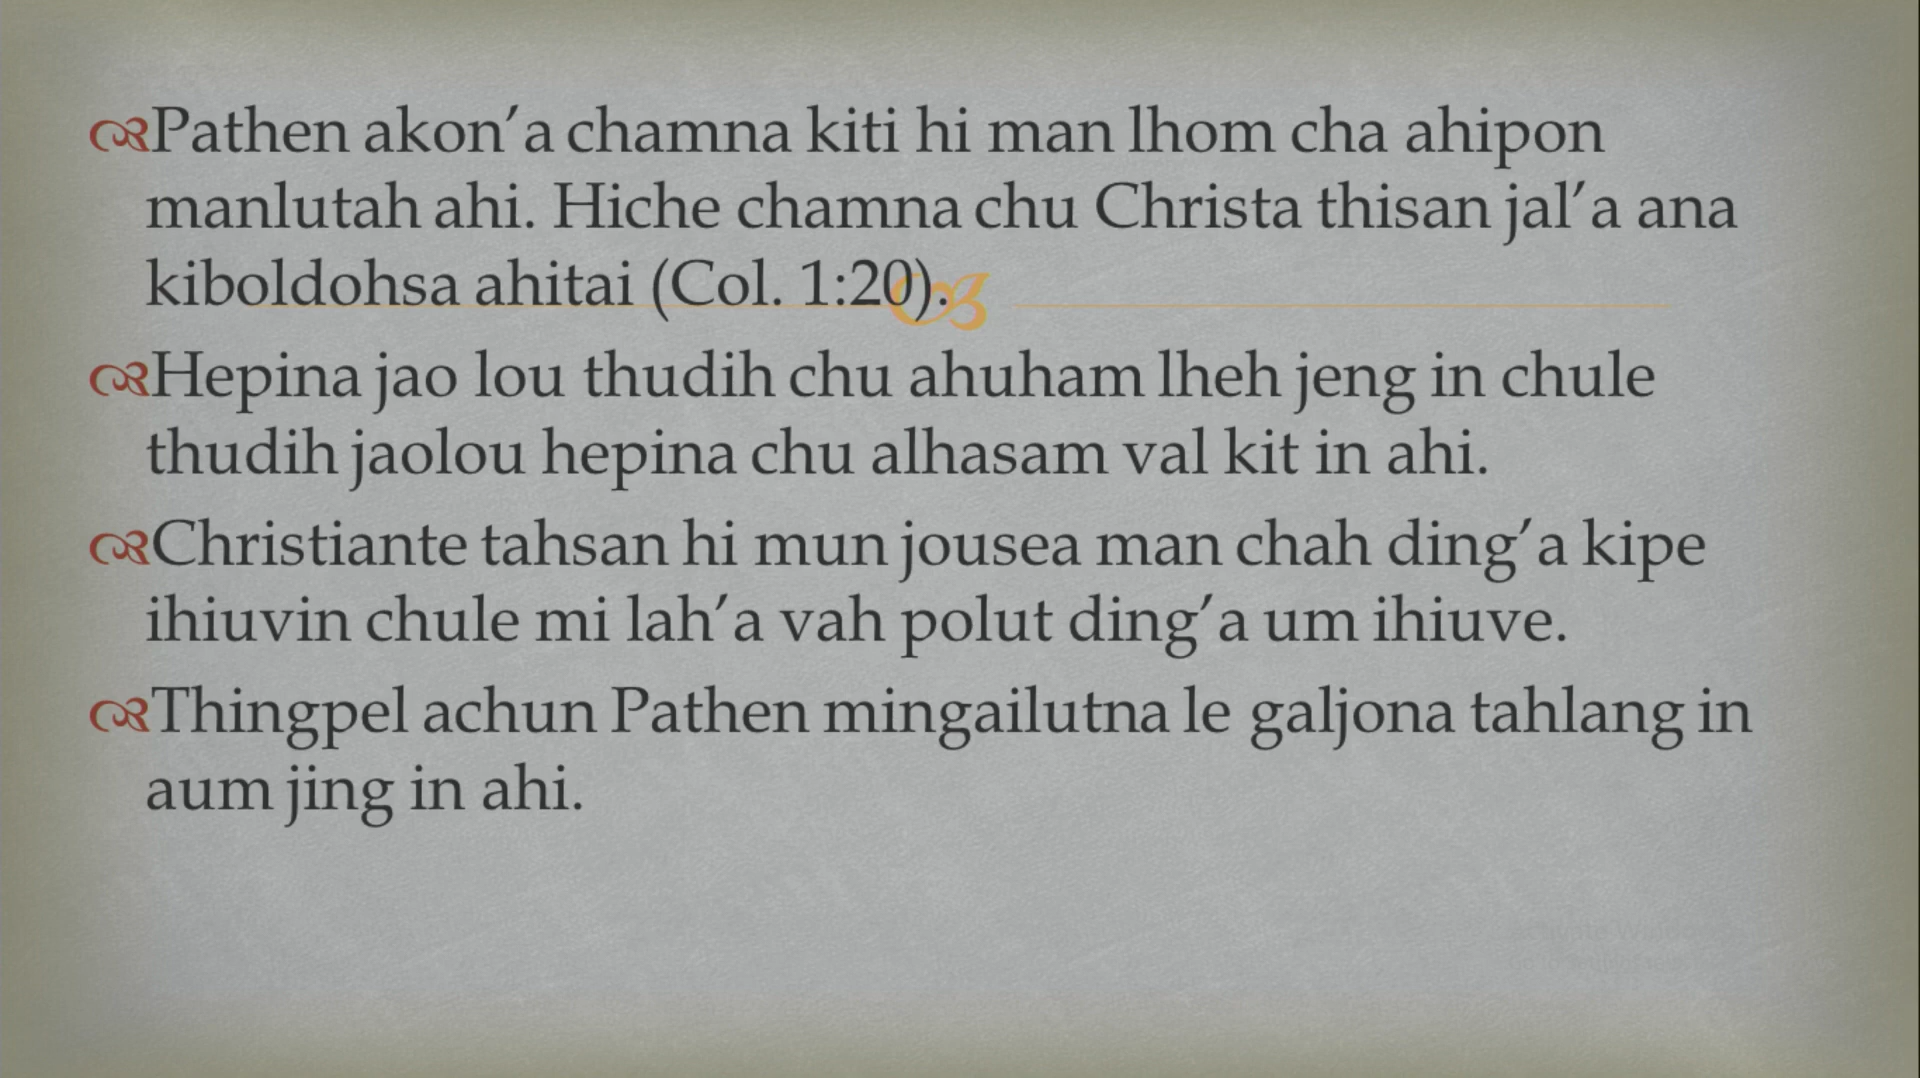 Pathen akon’a chamna kiti hi man lhom cha ahipon
manlutah ahi. Hiche chamna chu Christa thisan jal’a ana
kiboldohsa ahitai (Col. 1:20).
Hepina jao lou thudih chu ahuham lheh jeng in chule
thudih jaolou hepina chu alhasam val kit in ahi.
Christiante tahsan hi mun jousea man chah ding’a kipe
ihiuvin chule mi lah’a vah polut ding’a um ihiuve.
Thingpel achun Pathen mingailutna le galjona tahlang in
aum jing in ahi.